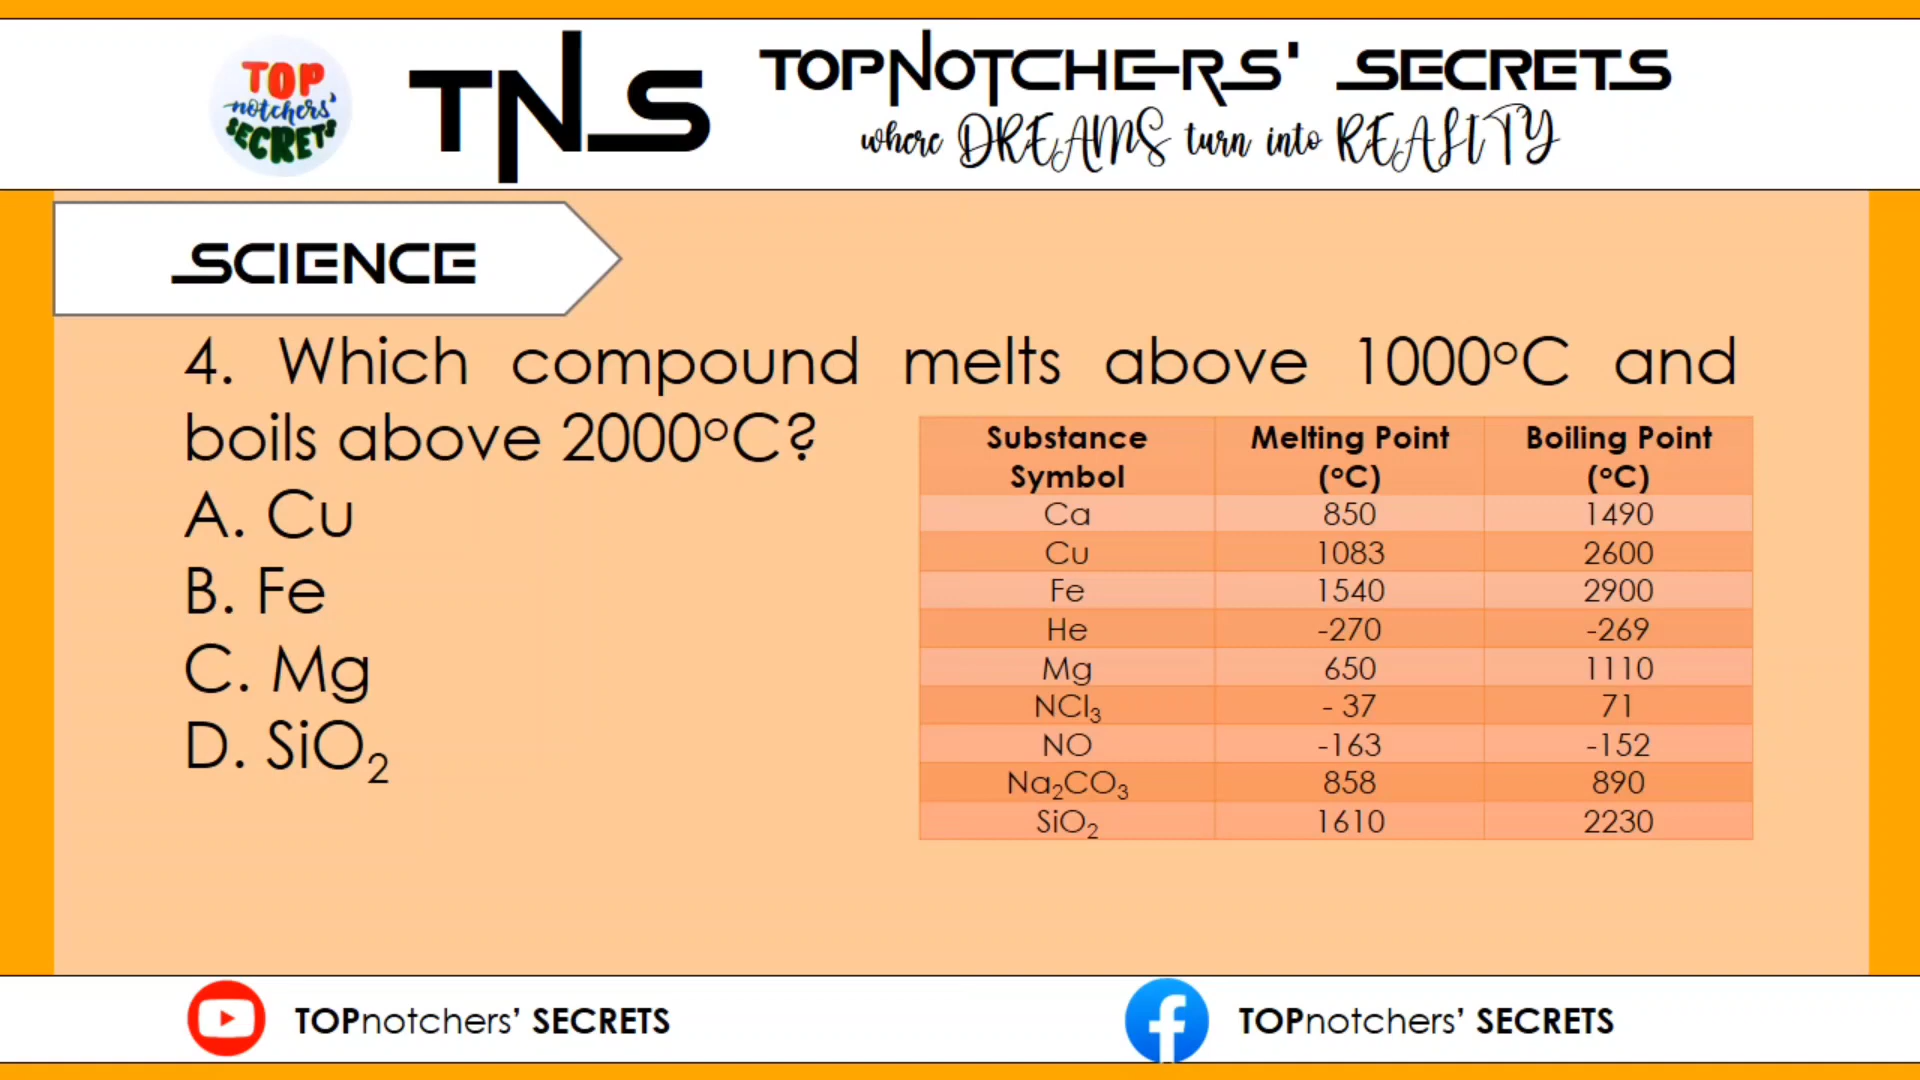 TOP
notchers'
SECRETS
TNS
TOPNOTCHERS' SECRETS
where DREAMS turn into REALITY
SCIENCE
4. Which compound melts above 1000°C and
boils above 2000°C?
A. Cu
B. Fe
C. Mg
D. SiO₂
Substance Symbol Melting Point (°C) Boiling Point (°C)
Ca 850 1490
Cu 1083 2600
Fe 1540 2900
He -270 -269
Mg 650 1110
NCl₃ - 37 71
NO -163 -152
Na₂CO₃ 858 890
SiO₂ 1610 2230
TOPnotchers' SECRETS
TOPnotchers' SECRETS